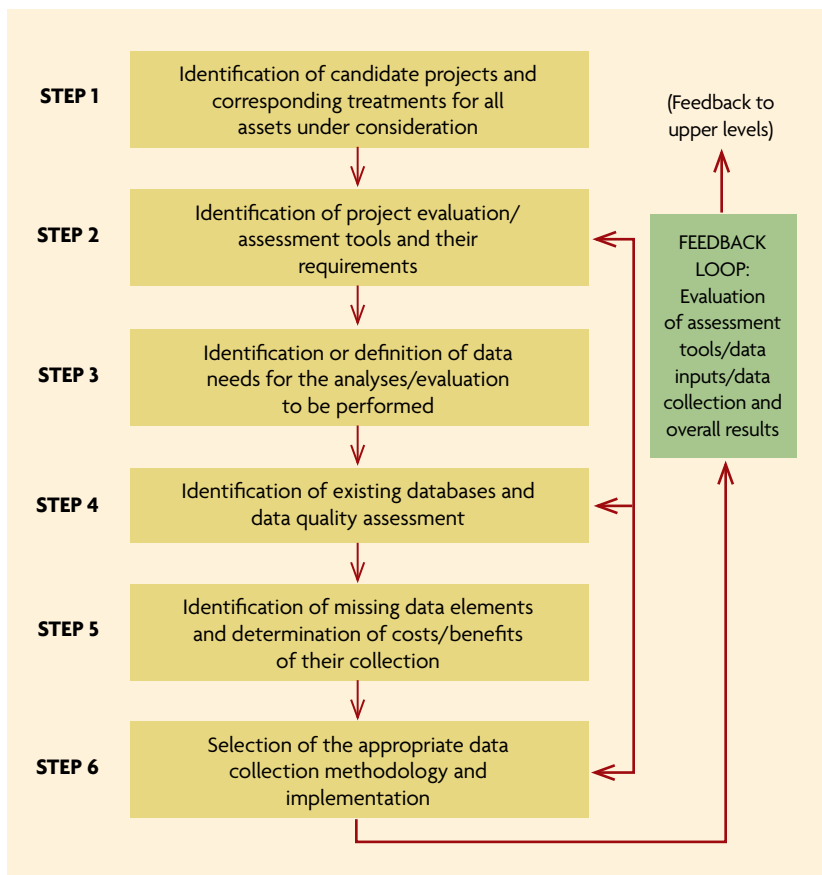 STEP 1
Identification of candidate projects and
corresponding treatments for all
assets under consideration
STEP 2
Identification of project evaluation/
assessment tools and their
requirements
STEP 3
Identification or definition of data
needs for the analyses/evaluation
to be performed
STEP 4
Identification of existing databases and
data quality assessment
STEP 5
Identification of missing data elements
and determination of costs/benefits
of their collection
STEP 6
Selection of the appropriate data
collection methodology and
implementation
(Feedback to
upper levels)
FEEDBACK
LOOP:
Evaluation
of assessment
tools/data
inputs/data
collection and
overall results